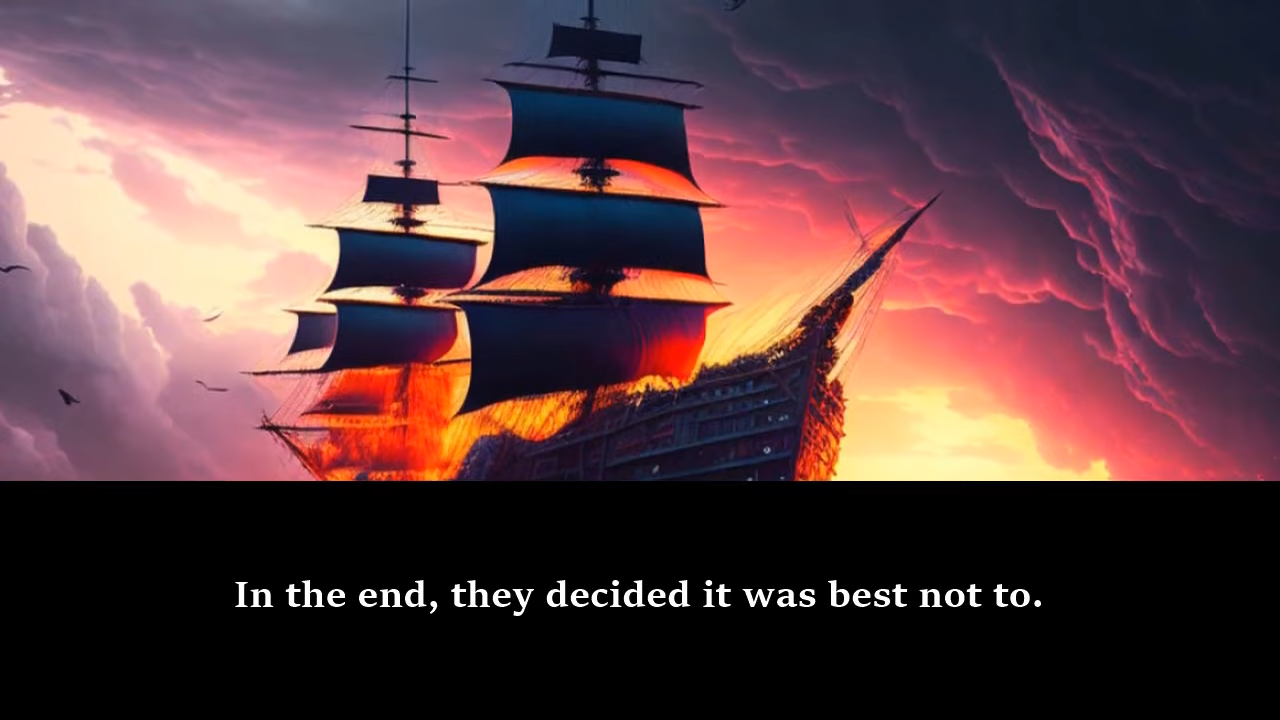 In the end, they decided it was best not to.